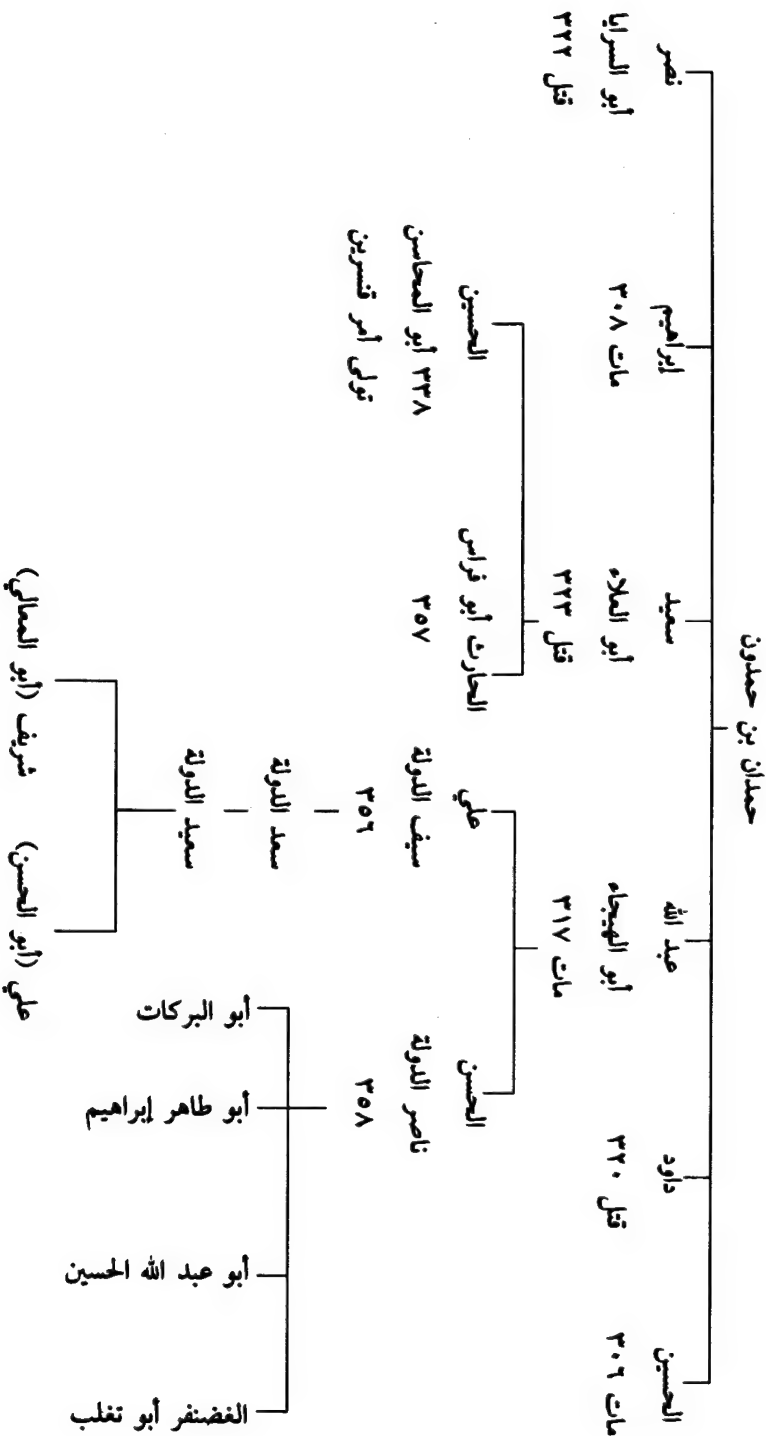 حمدان بن حمدون
الحسين
مات ٣٠٦
داود
قتل ٣٢٠
عبد الله
أبو الهيجاء
مات ٣١٧
سعيد
أبو العلاء
قتل ٣٢٣
إبراهيم
مات ٣٠٨
نصر
أبو السرايا
قتل ٣٢٢
الحسن
ناصر الدولة
٣٥٨
علي
سيف الدولة
٣٥٦
الحارث أبو فراس
٣٥٧
الحسين
٣٣٨ أبو المحاسن
تولى أمر قنسرين
سعد الدولة
سعيد الدولة
علي (أبو الحسن)
شريف (أبو المعالي)
أبو البركات
أبو طاهر إبراهيم
أبو عبد الله الحسين
الغضنفر أبو تغلب